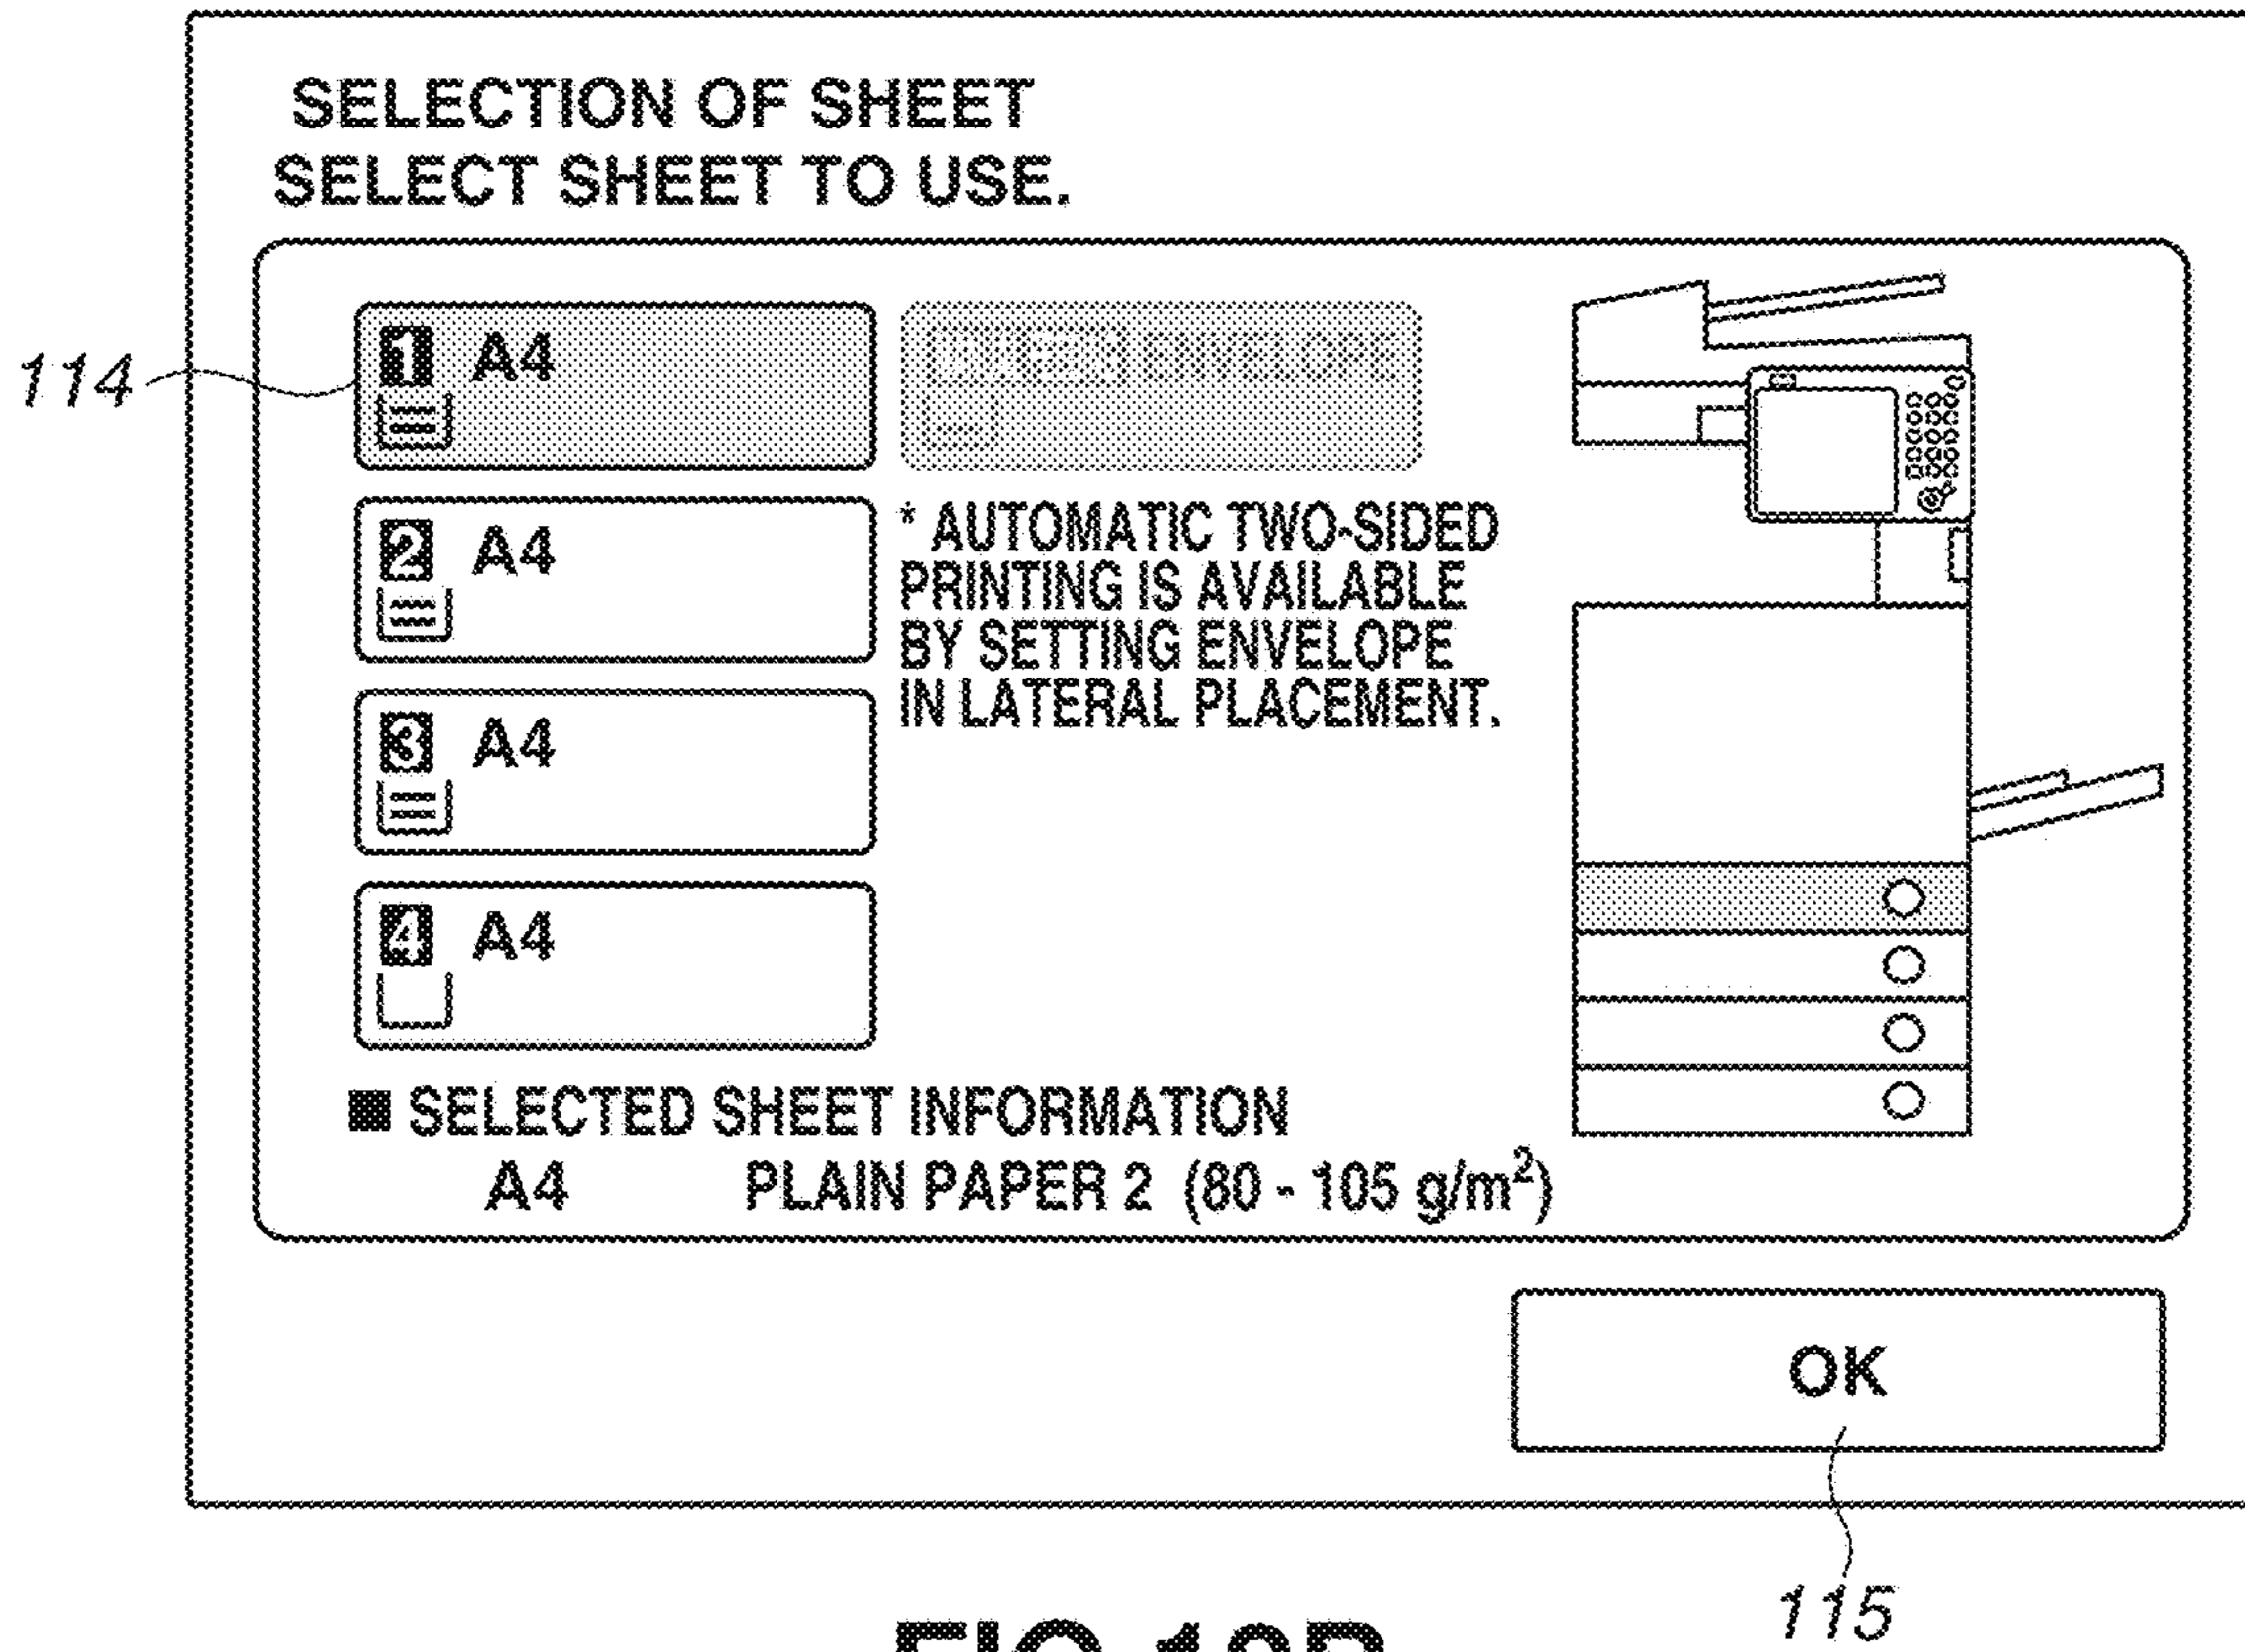 SELECTION OF SHEET
SELECT SHEET TO USE.
114
1 A4
ENVELOPE
2 A4
* AUTOMATIC TWO-SIDED
PRINTING IS AVAILABLE
BY SETTING ENVELOPE
IN LATERAL PLACEMENT.
3 A4
4 A4
■ SELECTED SHEET INFORMATION
A4 PLAIN PAPER 2 (80 - 105 g/m²)
OK
115